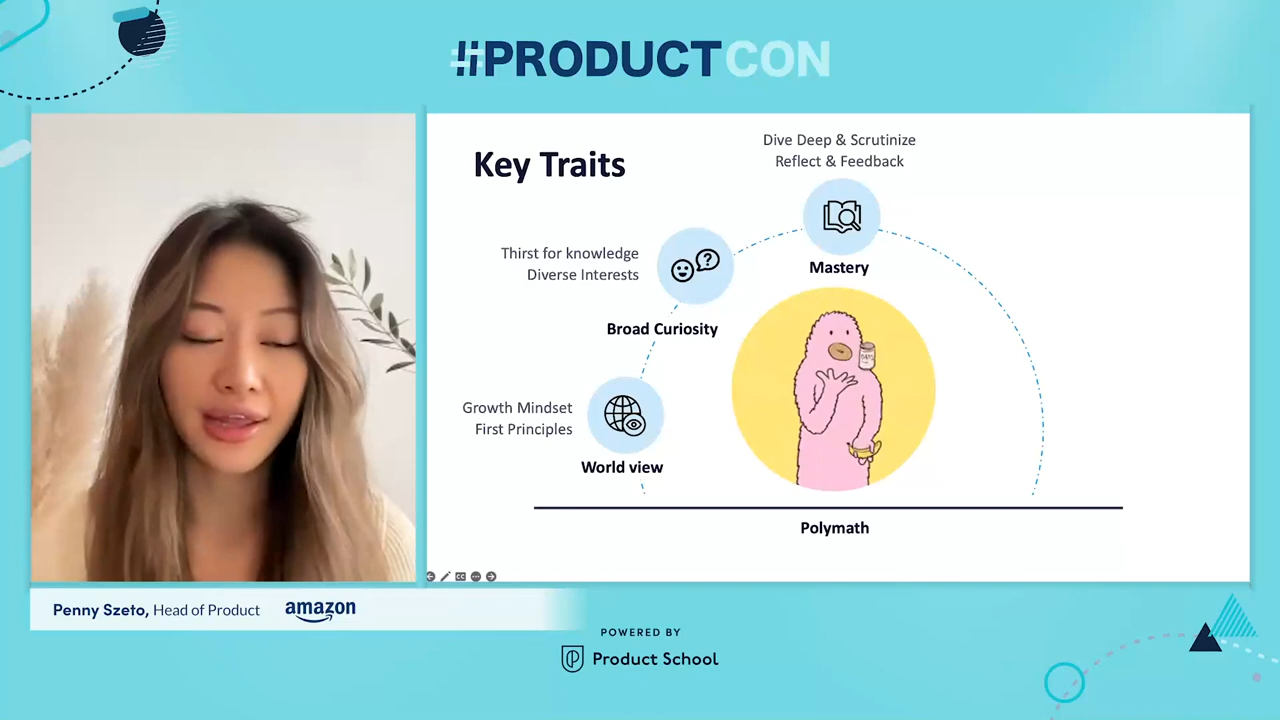 #PRODUCTCON
Key Traits
Dive Deep & Scrutinize
Reflect & Feedback
Mastery
Thirst for knowledge
Diverse Interests
Broad Curiosity
Growth Mindset
First Principles
World view
OATS
Polymath
Penny Szeto, Head of Product
amazon
POWERED BY
Product School